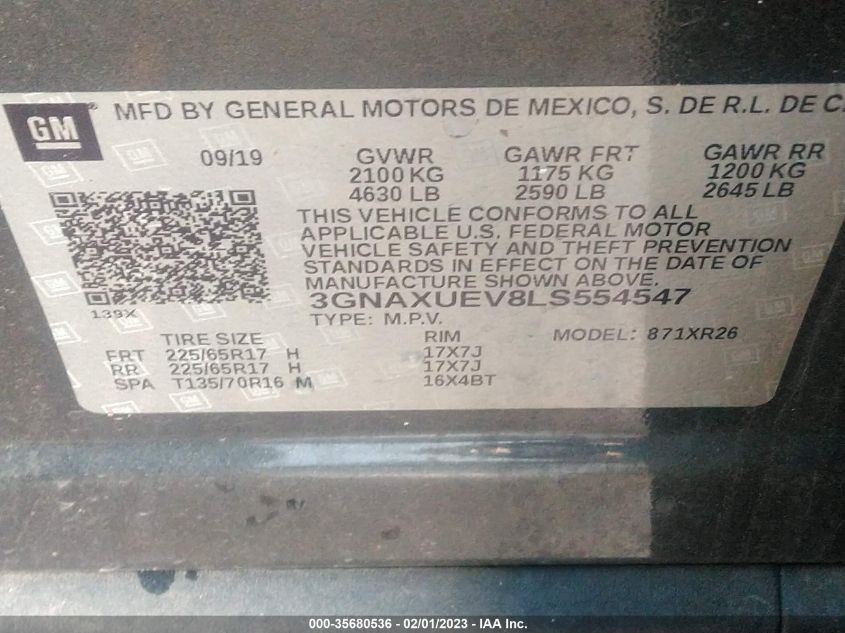 GM ® MFD BY GENERAL MOTORS DE MEXICO, S. DE R.L. DE C.
09/19 GVWR GAWR FRT GAWR RR
2100 KG 1175 KG 1200 KG
4630 LB 2590 LB 2645 LB
THIS VEHICLE CONFORMS TO ALL
APPLICABLE U.S. FEDERAL MOTOR
VEHICLE SAFETY AND THEFT PREVENTION
STANDARDS IN EFFECT ON THE DATE OF
MANUFACTURE SHOWN ABOVE.
3GNAXUEV8LS554547
139X
TYPE: M.P.V.
TIRE SIZE RIM MODEL: 871XR26
FRT 225/65R17 H 17X7J
RR 225/65R17 H 17X7J
SPA T135/70R16 M 16X4BT
000-35680536 - 02/01/2023 - IAA Inc.